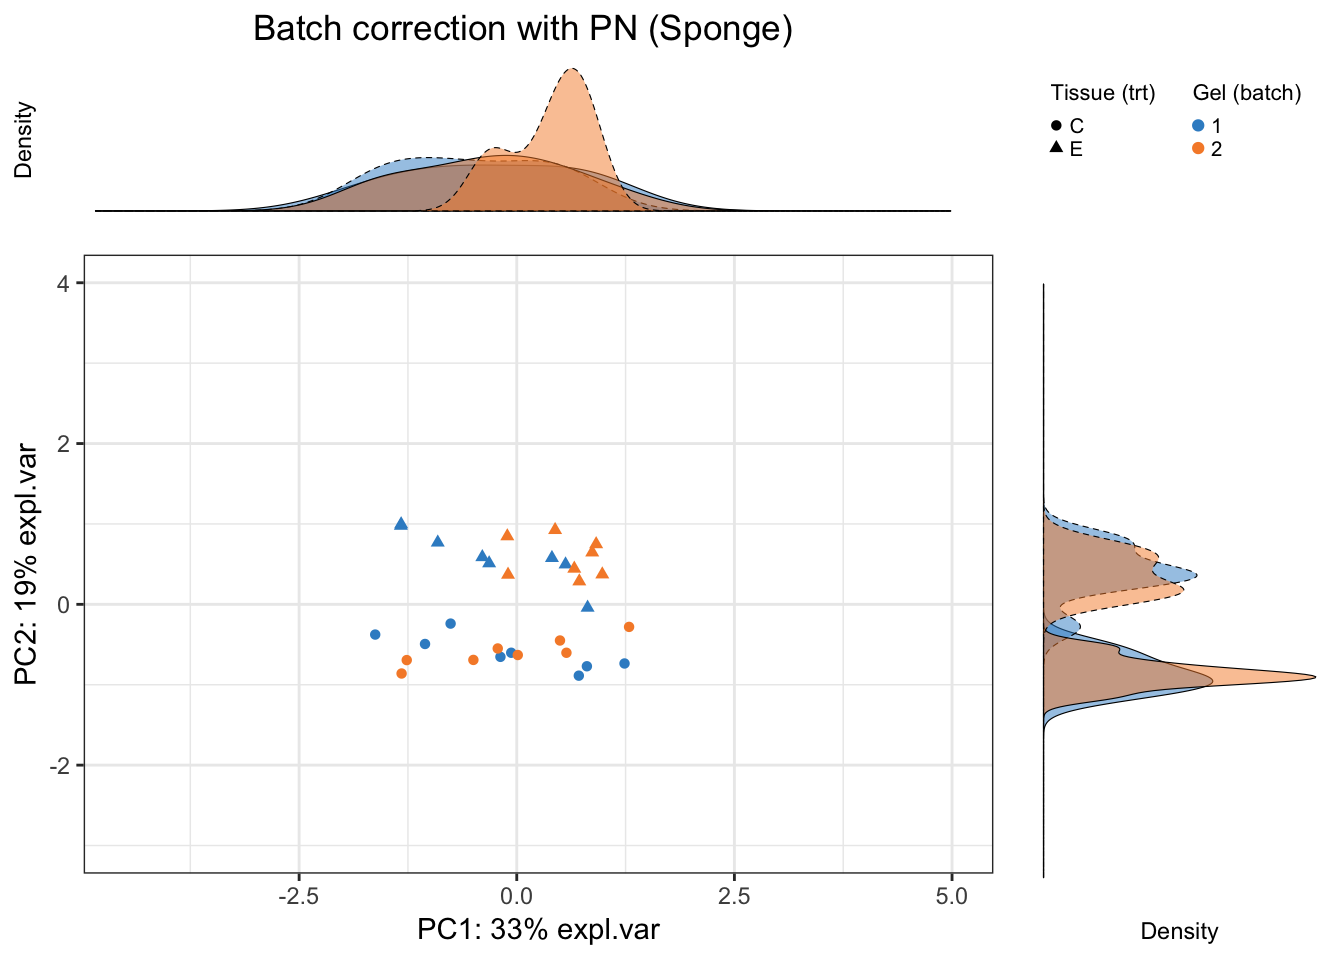 Batch correction with PN (Sponge)
Density
Tissue (trt)
C
E
Gel (batch)
1
2
PC2: 19% expl.var
4
2
0
-2
-2.5
0.0
2.5
5.0
PC1: 33% expl.var
Density